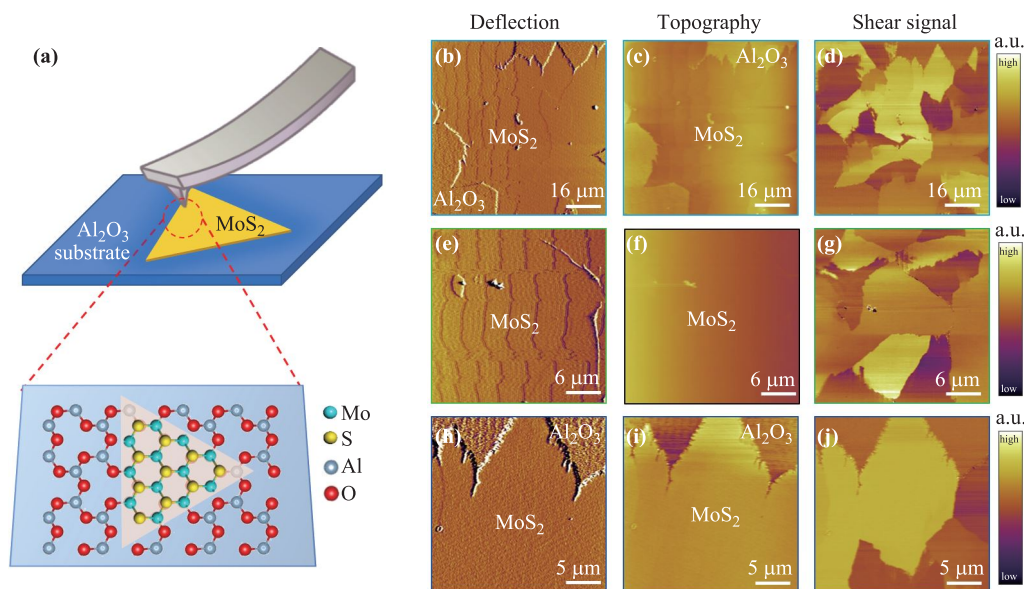 Deflection
Topography
Shear signal
(a)
Al₂O₃
substrate
MoS₂
Mo
S
Al
O
(b)
MoS₂
Al₂O₃
16 μm
(c)
Al₂O₃
MoS₂
16 μm
(d)
16 μm
a.u.
high
low
(e)
MoS₂
6 μm
(f)
MoS₂
6 μm
(g)
6 μm
a.u.
high
low
(h)
Al₂O₃
MoS₂
5 μm
(i)
Al₂O₃
MoS₂
5 μm
(j)
5 μm
a.u.
high
low